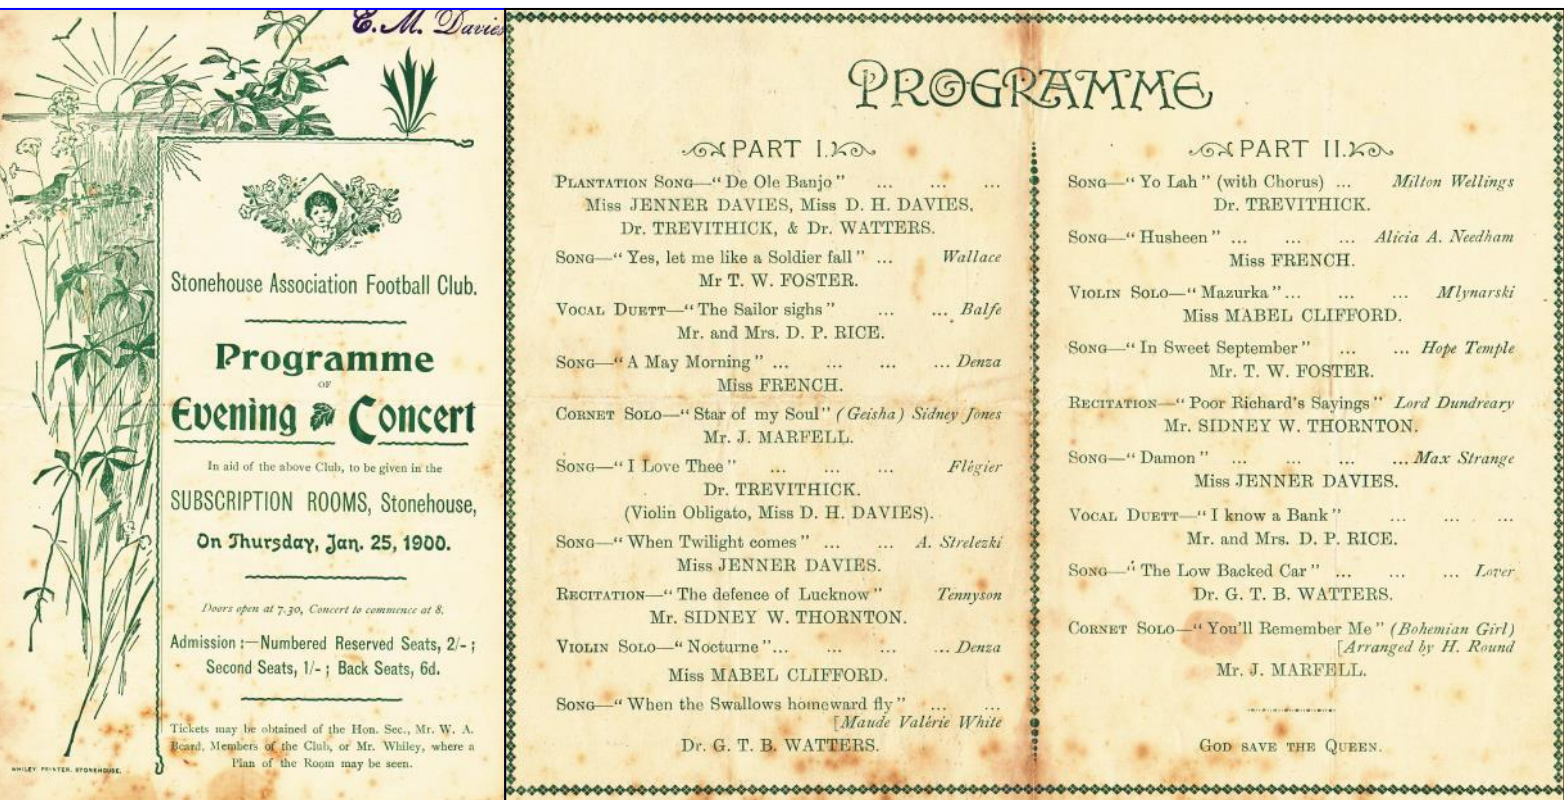 E. M. Davies
Stonehouse Association Football Club.
Programme
OF
Evening Concert
In aid of the above Club, to be given in the
SUBSCRIPTION ROOMS, Stonehouse,
On Thursday, Jan. 25, 1900.
Doors open at 7.30, Concert to commence at 8.
Admission :—Numbered Reserved Seats, 2/- ;
Second Seats, 1/- ; Back Seats, 6d.
Tickets may be obtained of the Hon. Sec., Mr. W. A.
Beard, Members of the Club, or Mr. Whiley, where a
Plan of the Room may be seen.
WHILEY PRINTER, STONEHOUSE.
PROGRAMME
PART I.
PLANTATION SONG—“ De Ole Banjo ” ... ... ...
Miss JENNER DAVIES, Miss D. H. DAVIES,
Dr. TREVITHICK, & Dr. WATTERS.
SONG—“ Yes, let me like a Soldier fall ” ... Wallace
Mr T. W. FOSTER.
VOCAL DUETT—“ The Sailor sighs ” ... ... Balfe
Mr. and Mrs. D. P. RICE.
SONG—“ A May Morning ” ... ... ... ... Denza
Miss FRENCH.
CORNET SOLO—“ Star of my Soul ” (Geisha) Sidney Jones
Mr. J. MARFELL.
SONG—“ I Love Thee ” ... ... ... Flégier
Dr. TREVITHICK.
(Violin Obligato, Miss D. H. DAVIES).
SONG—“ When Twilight comes ” ... ... A. Strelezki
Miss JENNER DAVIES.
RECITATION—“ The defence of Lucknow ” Tennyson
Mr. SIDNEY W. THORNTON.
VIOLIN SOLO—“ Nocturne ”... ... ... ... Denza
Miss MABEL CLIFFORD.
SONG—“ When the Swallows homeward fly ” ... ...
[Maude Valérie White
Dr. G. T. B. WATTERS.
PART II.
SONG—“ Yo Lah ” (with Chorus) ... Milton Wellings
Dr. TREVITHICK.
SONG—“ Husheen ” ... ... ... Alicia A. Needham
Miss FRENCH.
VIOLIN SOLO—“ Mazurka ”... ... ... Mlynarski
Miss MABEL CLIFFORD.
SONG—“ In Sweet September ” ... ... Hope Temple
Mr. T. W. FOSTER.
RECITATION—“ Poor Richard's Sayings ” Lord Dundreary
Mr. SIDNEY W. THORNTON.
SONG—“ Damon ” ... ... ... ... Max Strange
Miss JENNER DAVIES.
VOCAL DUETT—“ I know a Bank ” ... ... ...
Mr. and Mrs. D. P. RICE.
SONG—“ The Low Backed Car ” ... ... ... Lover
Dr. G. T. B. WATTERS.
CORNET SOLO—“ You'll Remember Me ” (Bohemian Girl)
[Arranged by H. Round
Mr. J. MARFELL.
GOD SAVE THE QUEEN.